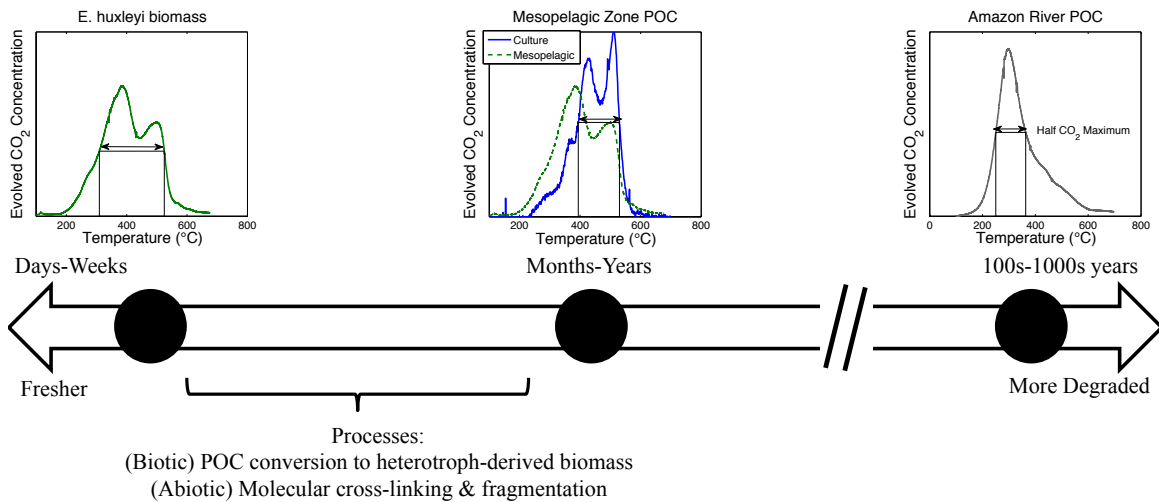 E. huxleyi biomass
Evolved CO2 Concentration
200 400 600 800
Temperature (°C)
Mesopelagic Zone POC
Culture
Mesopelagic
Evolved CO2 Concentration
200 400 600 800
Temperature (°C)
Amazon River POC
Evolved CO2 Concentration
Half CO2 Maximum
0 200 400 600 800
Temperature (°C)
Days-Weeks
Months-Years
100s-1000s years
Fresher
More Degraded
Processes:
(Biotic) POC conversion to heterotroph-derived biomass
(Abiotic) Molecular cross-linking & fragmentation